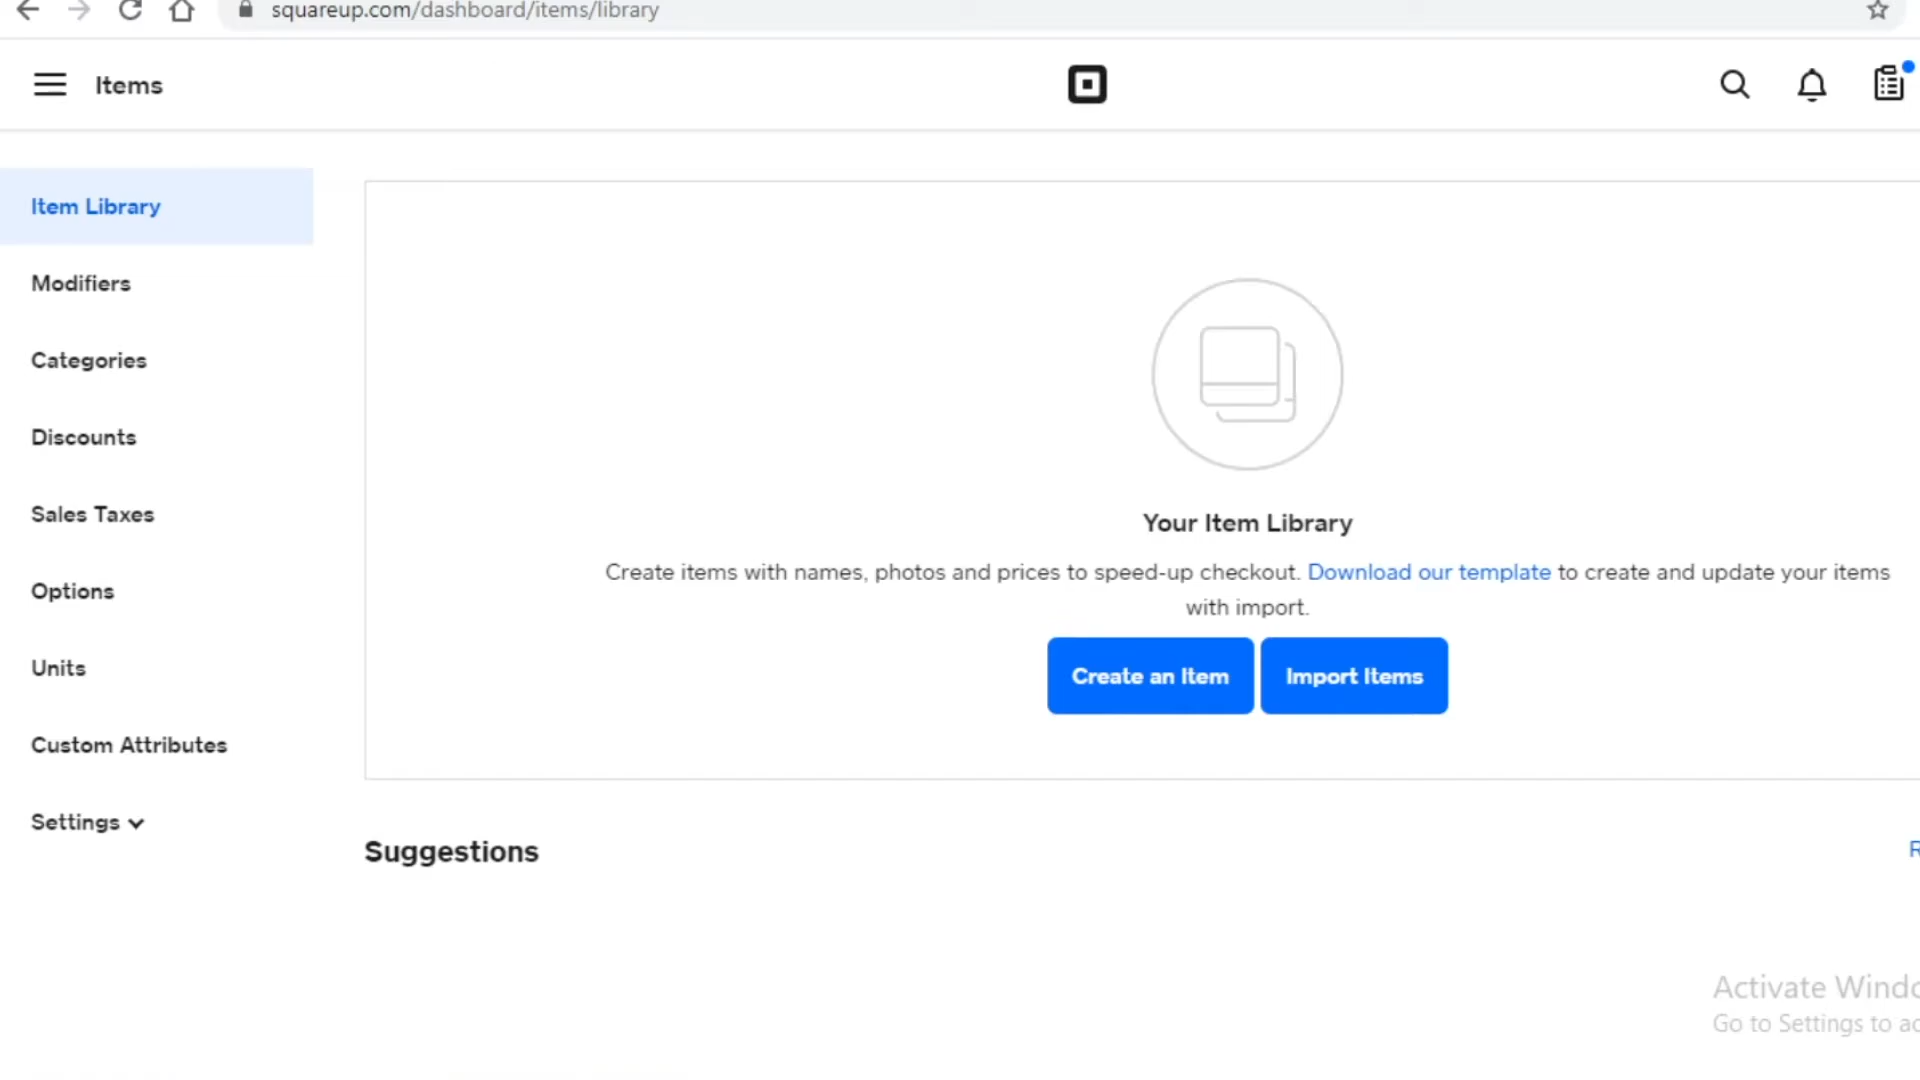 squareup.com/dashboard/items/library
Items
Item Library
Modifiers
Categories
Discounts
Sales Taxes
Options
Units
Custom Attributes
Settings
Your Item Library
Create items with names, photos and prices to speed-up checkout. Download our template to create and update your items
with import.
Create an Item
Import Items
Suggestions
R
Activate Windo
Go to Settings to ac